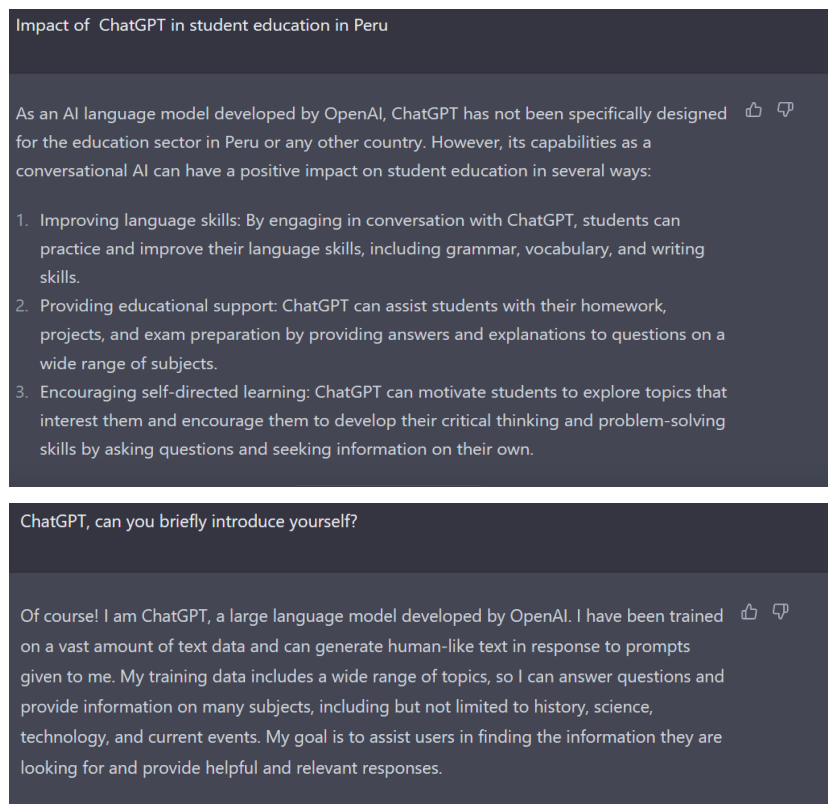 Impact of  ChatGPT in student education in Peru
As an AI language model developed by OpenAI, ChatGPT has not been specifically designed
for the education sector in Peru or any other country. However, its capabilities as a
conversational AI can have a positive impact on student education in several ways:
1. Improving language skills: By engaging in conversation with ChatGPT, students can
practice and improve their language skills, including grammar, vocabulary, and writing
skills.
2. Providing educational support: ChatGPT can assist students with their homework,
projects, and exam preparation by providing answers and explanations to questions on a
wide range of subjects.
3. Encouraging self-directed learning: ChatGPT can motivate students to explore topics that
interest them and encourage them to develop their critical thinking and problem-solving
skills by asking questions and seeking information on their own.
ChatGPT, can you briefly introduce yourself?
Of course! I am ChatGPT, a large language model developed by OpenAI. I have been trained
on a vast amount of text data and can generate human-like text in response to prompts
given to me. My training data includes a wide range of topics, so I can answer questions and
provide information on many subjects, including but not limited to history, science,
technology, and current events. My goal is to assist users in finding the information they are
looking for and provide helpful and relevant responses.